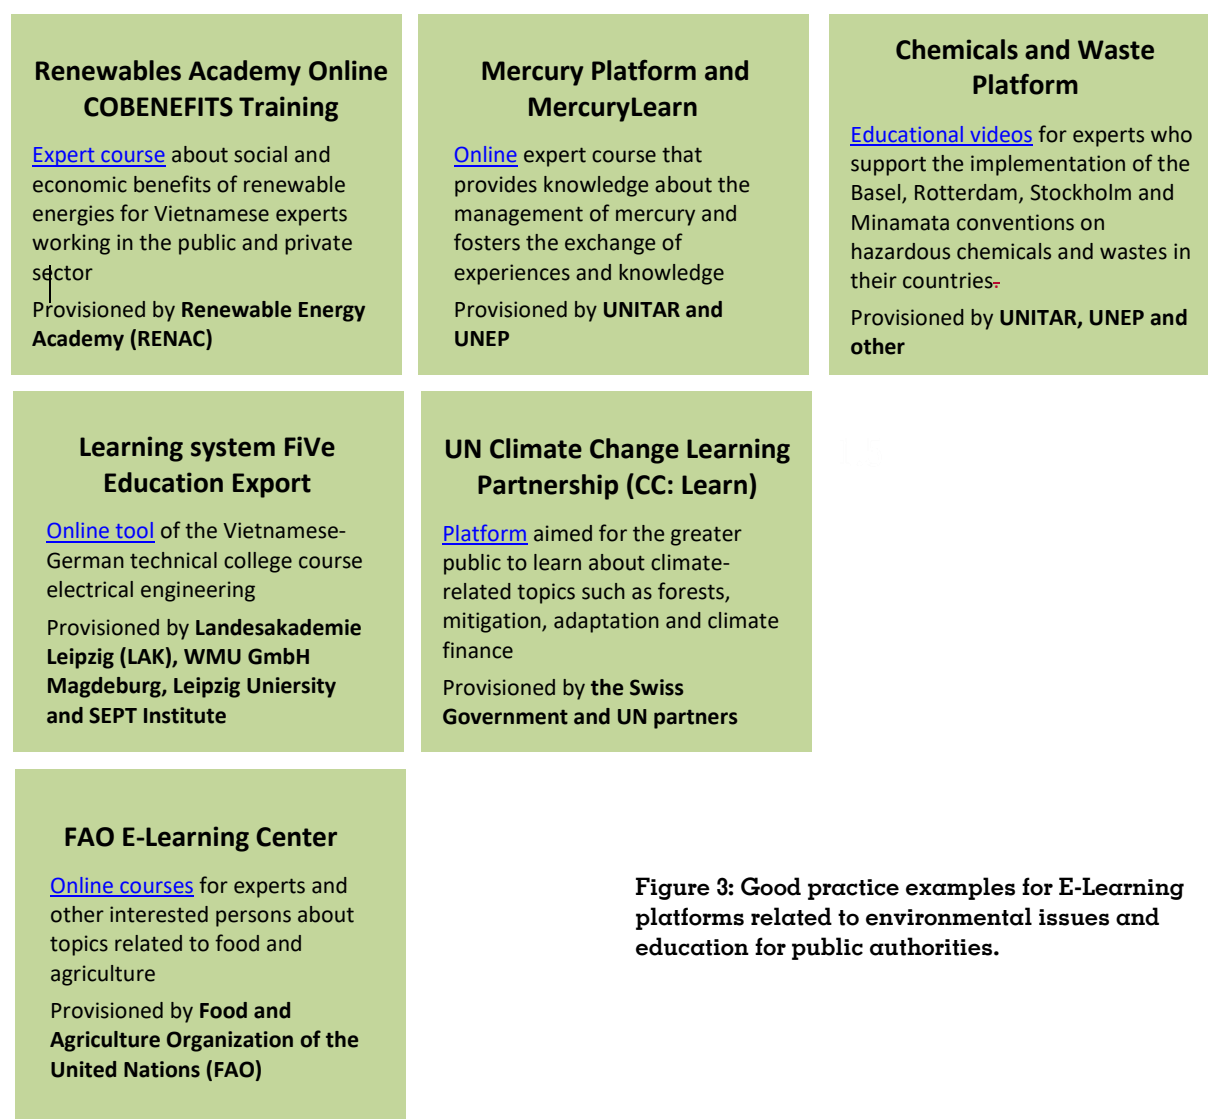 Renewables Academy Online
COBENEFITS Training
Expert course about social and
economic benefits of renewable
energies for Vietnamese experts
working in the public and private
sector
Provisioned by Renewable Energy
Academy (RENAC)
Mercury Platform and
MercuryLearn
Online expert course that
provides knowledge about the
management of mercury and
fosters the exchange of
experiences and knowledge
Provisioned by UNITAR and
UNEP
Chemicals and Waste
Platform
Educational videos for experts who
support the implementation of the
Basel, Rotterdam, Stockholm and
Minamata conventions on
hazardous chemicals and wastes in
their countries.
Provisioned by UNITAR, UNEP and
other
Learning system FiVe
Education Export
Online tool of the Vietnamese-
German technical college course
electrical engineering
Provisioned by Landesakademie
Leipzig (LAK), WMU GmbH
Magdeburg, Leipzig Uniersity
and SEPT Institute
UN Climate Change Learning
Partnership (CC: Learn)
Platform aimed for the greater
public to learn about climate-
related topics such as forests,
mitigation, adaptation and climate
finance
Provisioned by the Swiss
Government and UN partners
FAO E-Learning Center
Online courses for experts and
other interested persons about
topics related to food and
agriculture
Provisioned by Food and
Agriculture Organization of the
United Nations (FAO)
Figure 3: Good practice examples for E-Learning
platforms related to environmental issues and
education for public authorities.